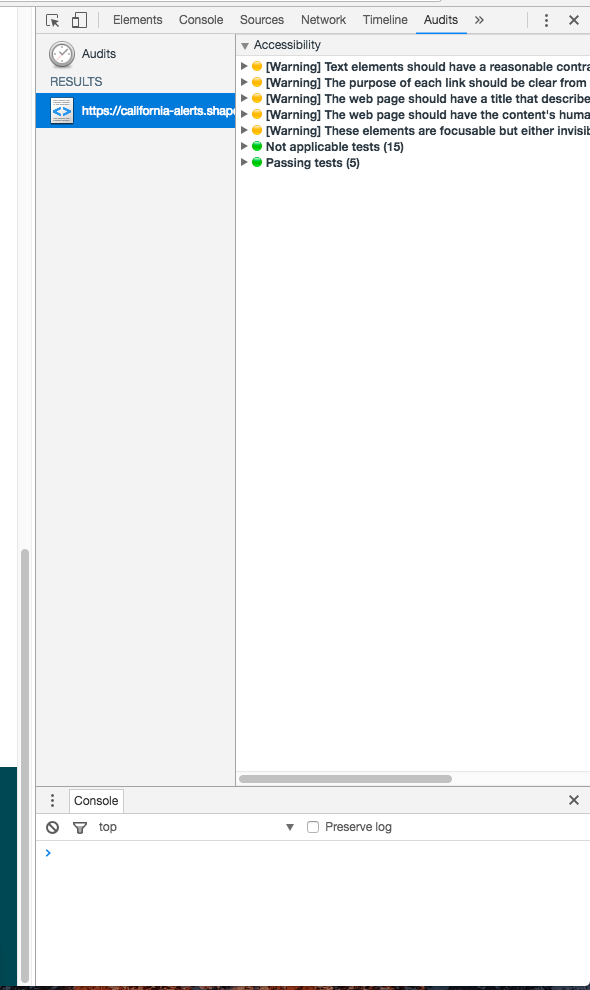 Elements Console Sources Network Timeline Audits »
Audits
RESULTS
https://california-alerts.shape
Accessibility
[Warning] Text elements should have a reasonable contra
[Warning] The purpose of each link should be clear from
[Warning] The web page should have a title that describe
[Warning] The web page should have the content's huma
[Warning] These elements are focusable but either invisib
Not applicable tests (15)
Passing tests (5)
Console
top Preserve log